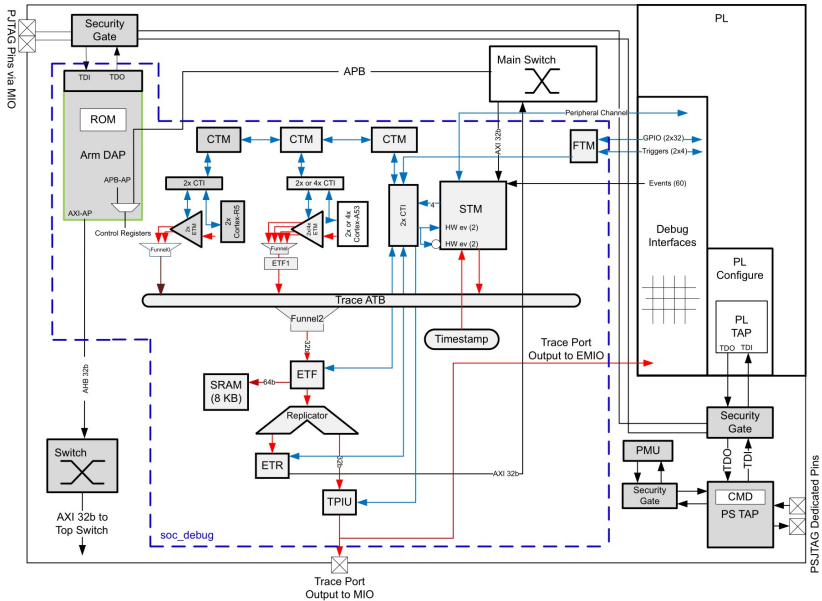 PJTAG Pins via MIO
Security
Gate
TDI
TDO
ROM
Arm DAP
APB-AP
AXI-AP
Control Registers
APB
Main Switch
AXI 32b
PL
Peripheral Channel
GPIO (2x32)
Triggers (2x4)
Events (60)
FTM
CTM
CTM
CTM
2x CTI
2x or 4x CTI
2x CTI
2x
ETM
2x
Cortex-R5
2x/4x
ETM
2x or 4x
Cortex-A53
4
STM
HW ev (2)
HW ev (2)
Funnel0
Funnel
ETF1
Debug
Interfaces
PL
Configure
PL
TAP
TDO
TDI
Trace ATB
Funnel2
Timestamp
Trace Port
Output to EMIO
32b
ETF
64b
SRAM
(8 KB)
Replicator
AHB 32b
ETR
32b
AXI 32b
TPIU
Switch
AXI 32b to
Top Switch
soc_debug
Trace Port
Output to MIO
Security
Gate
TDO
TDI
PMU
Security
Gate
CMD
PS TAP
PSJTAG Dedicated Pins